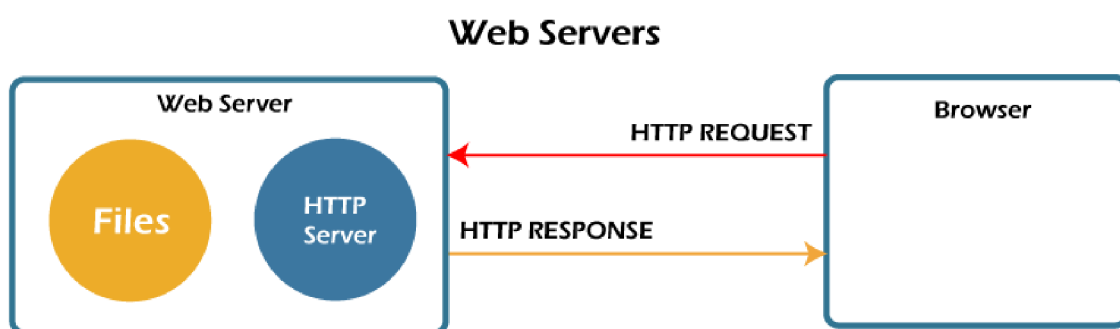 Web Servers
Web Server
Browser
HTTP REQUEST
Files
HTTP
Server
HTTP RESPONSE